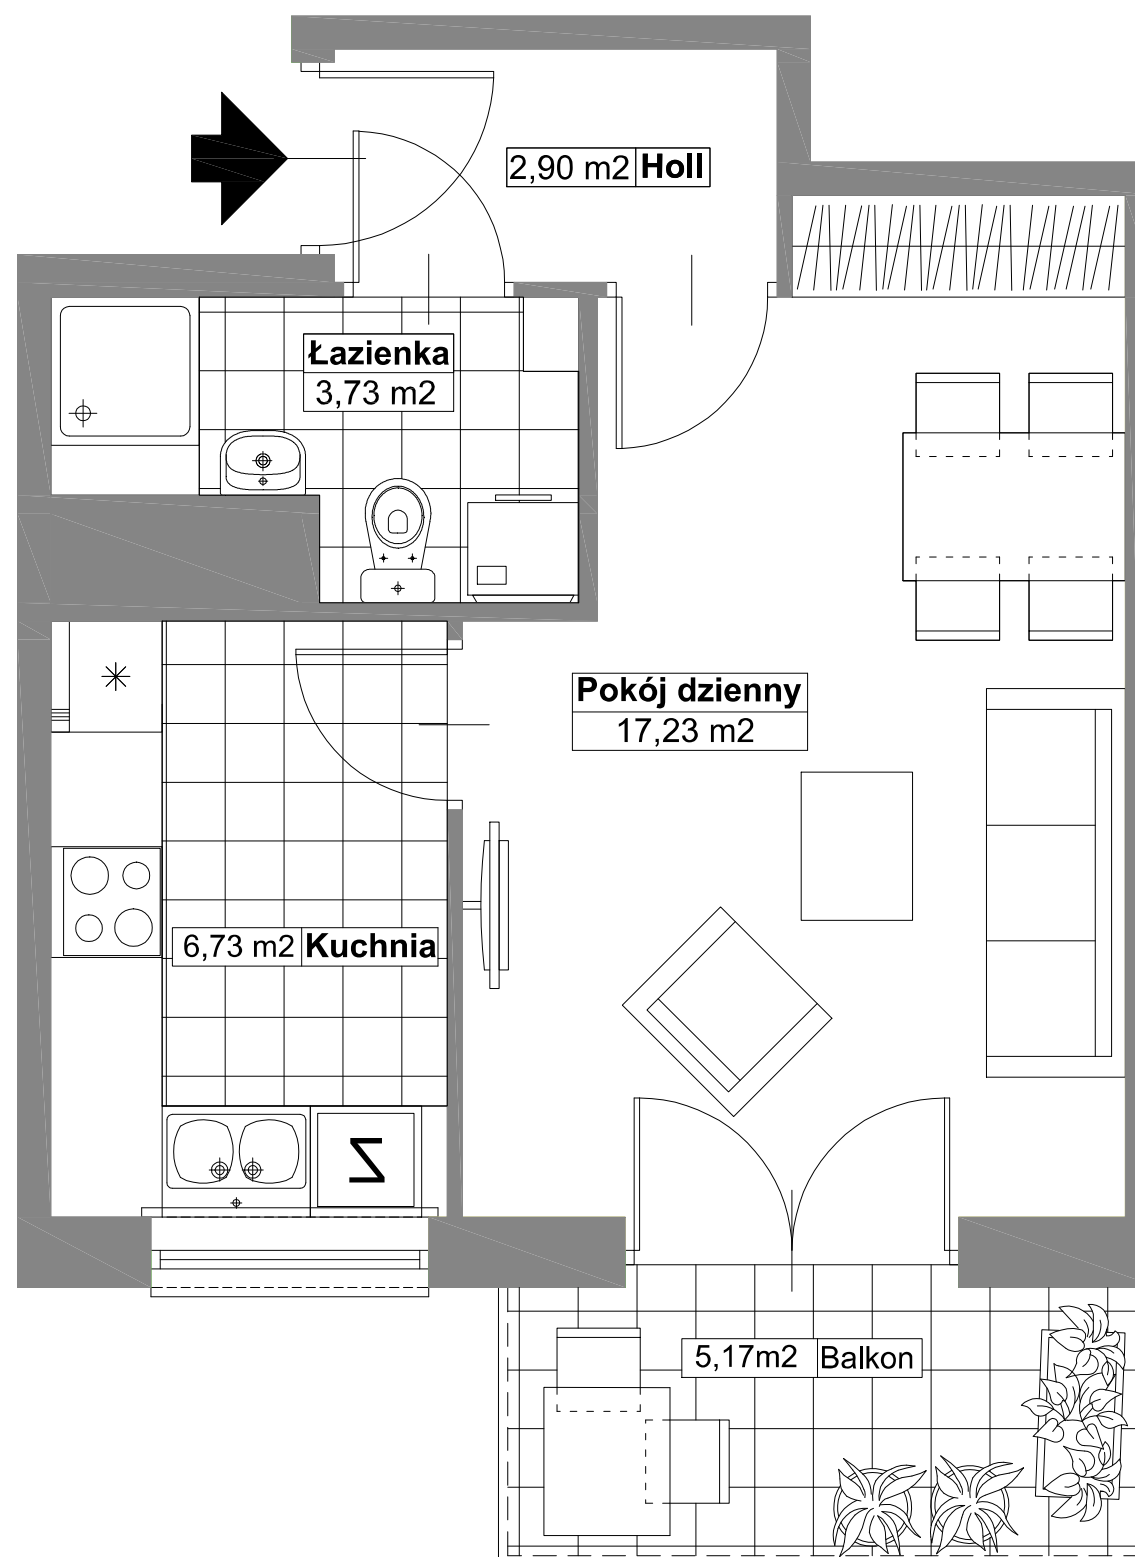 2,90 m2 Holl
Łazienka
3,73 m2
Pokój dzienny
17,23 m2
6,73 m2 Kuchnia
Z
5,17m2 Balkon